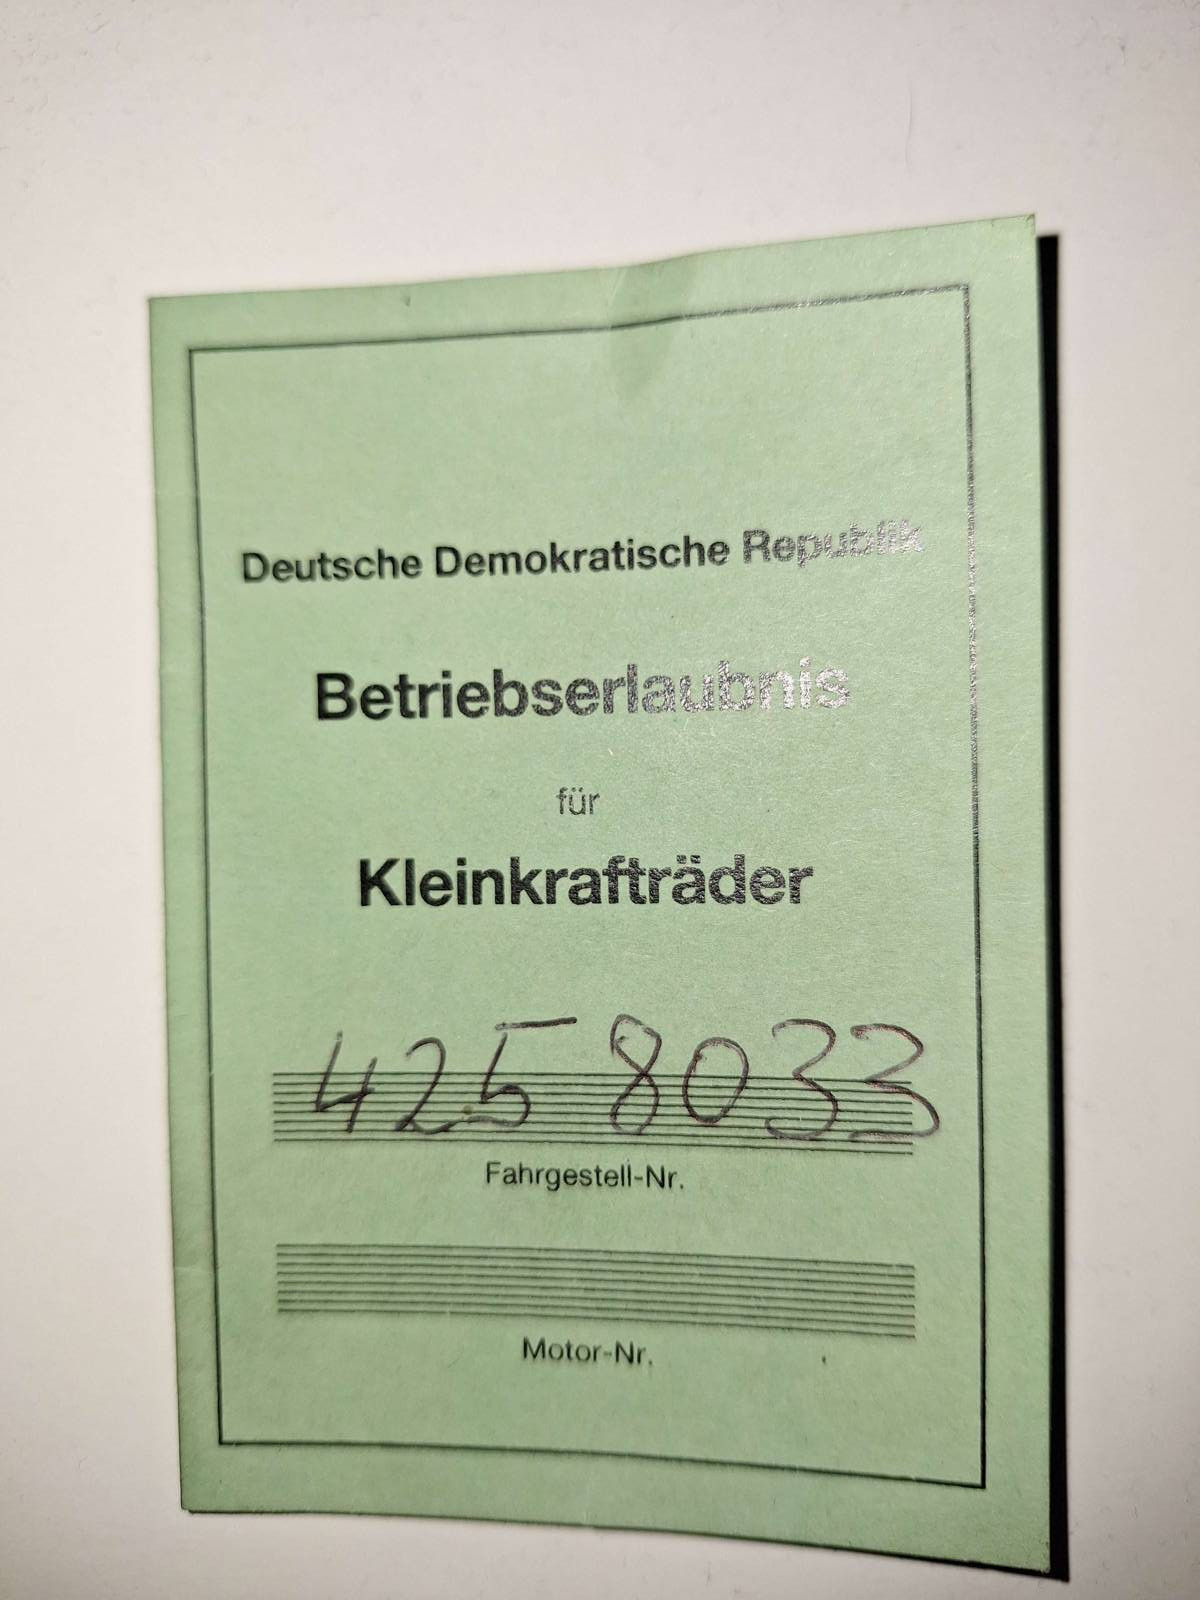 Deutsche Demokratische Republik
Betriebserlaubnis
für
Kleinkrafträder
4258033
Fahrgestell-Nr.
Motor-Nr.